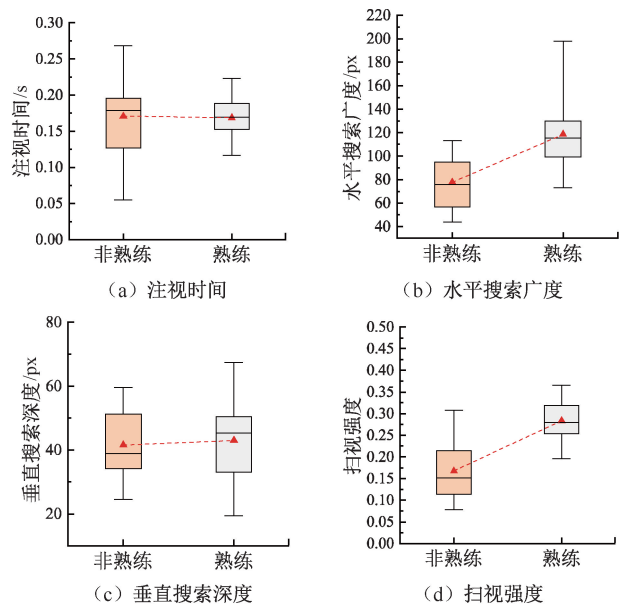 注视时间/s
0.30
0.25
0.20
0.15
0.10
0.05
0.00
非熟练
熟练
（a）注视时间
水平搜索广度/px
220
200
180
160
140
120
100
80
60
40
非熟练
熟练
（b）水平搜索广度
垂直搜索深度/px
80
60
40
20
非熟练
熟练
（c）垂直搜索深度
扫视强度
0.50
0.45
0.40
0.35
0.30
0.25
0.20
0.15
0.10
0.05
0.00
非熟练
熟练
（d）扫视强度